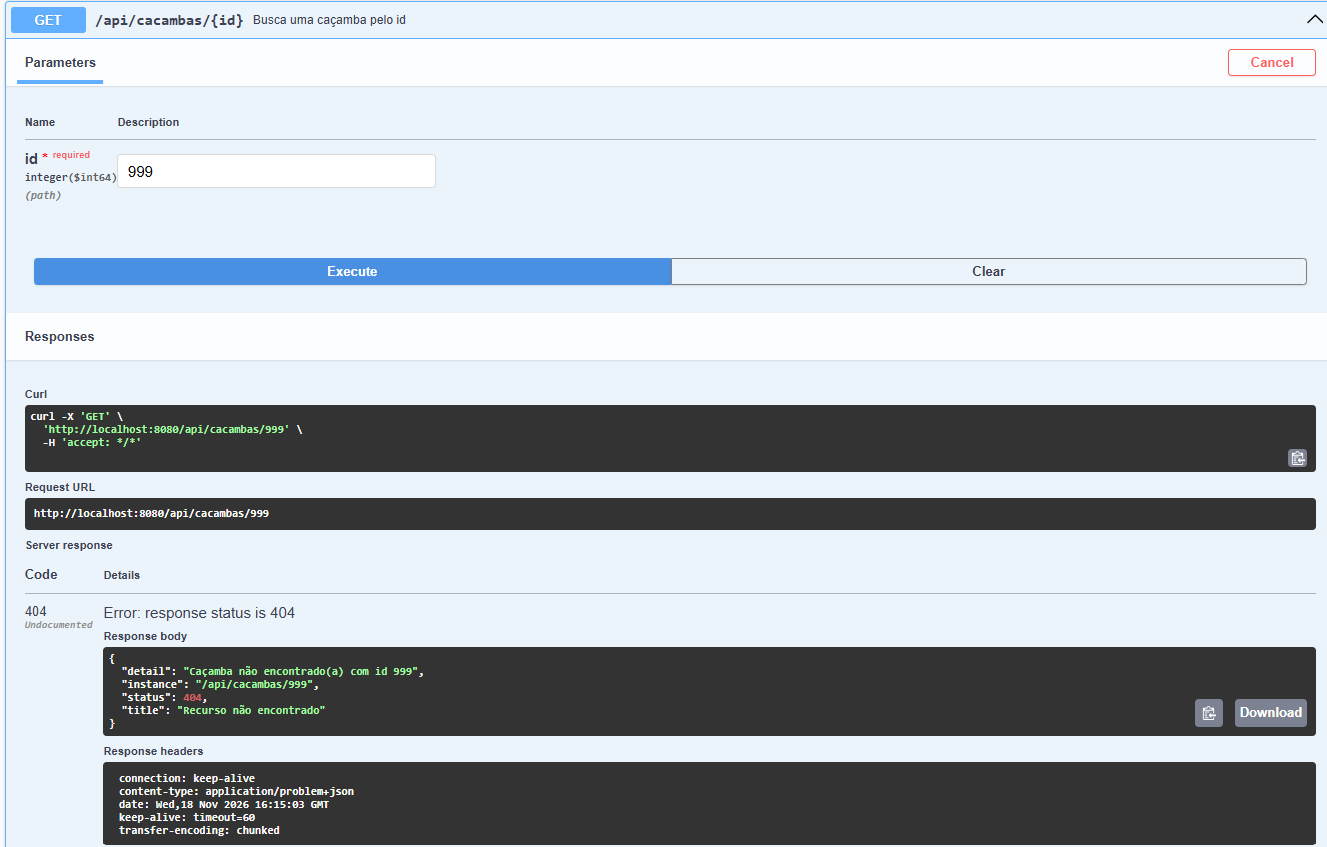 GET /api/cacambas/{id} Busca uma caçamba pelo id
Parameters
Cancel
Name Description
id * required
integer($int64)
(path)
999
Execute Clear
Responses
Curl
curl -X 'GET' \
'http://localhost:8080/api/cacambas/999' \
-H 'accept: */*'
Request URL
http://localhost:8080/api/cacambas/999
Server response
Code Details
404 Error: response status is 404
Undocumented
Response body
{
"detail": "Caçamba não encontrado(a) com id 999",
"instance": "/api/cacambas/999",
"status": 404,
"title": "Recurso não encontrado"
}
Download
Response headers
connection: keep-alive
content-type: application/problem+json
date: Wed,18 Nov 2026 16:15:03 GMT
keep-alive: timeout=60
transfer-encoding: chunked